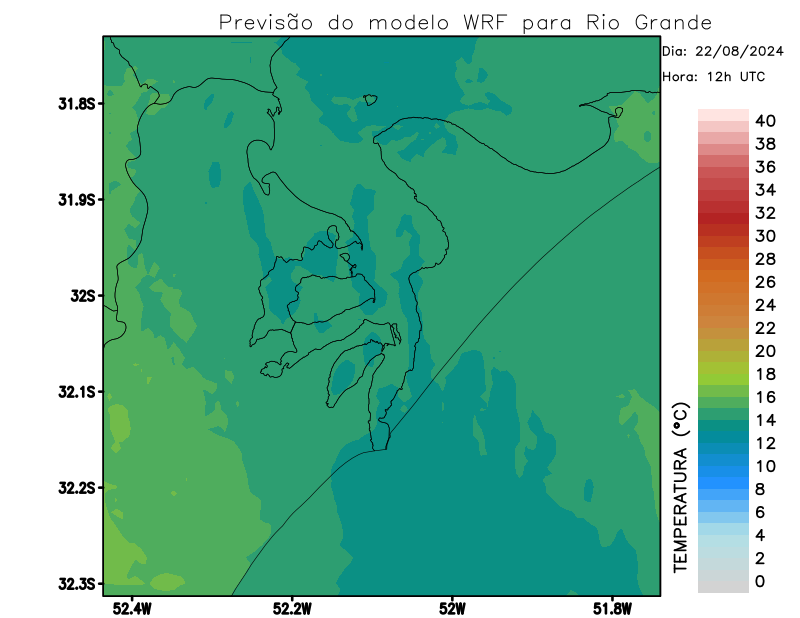 Previsão do modelo WRF para Rio Grande
Dia: 22/08/2024
Hora: 12h UTC
31.8S
31.9S
32S
32.1S
32.2S
32.3S
52.4W
52.2W
52W
51.8W
TEMPERATURA (°C)
40
38
36
34
32
30
28
26
24
22
20
18
16
14
12
10
8
6
4
2
0